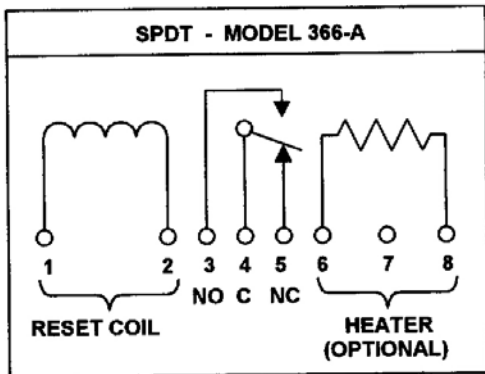 SPDT - MODEL 366-A
1 2 3 4 5 6 7 8
NO C NC
RESET COIL
HEATER
(OPTIONAL)